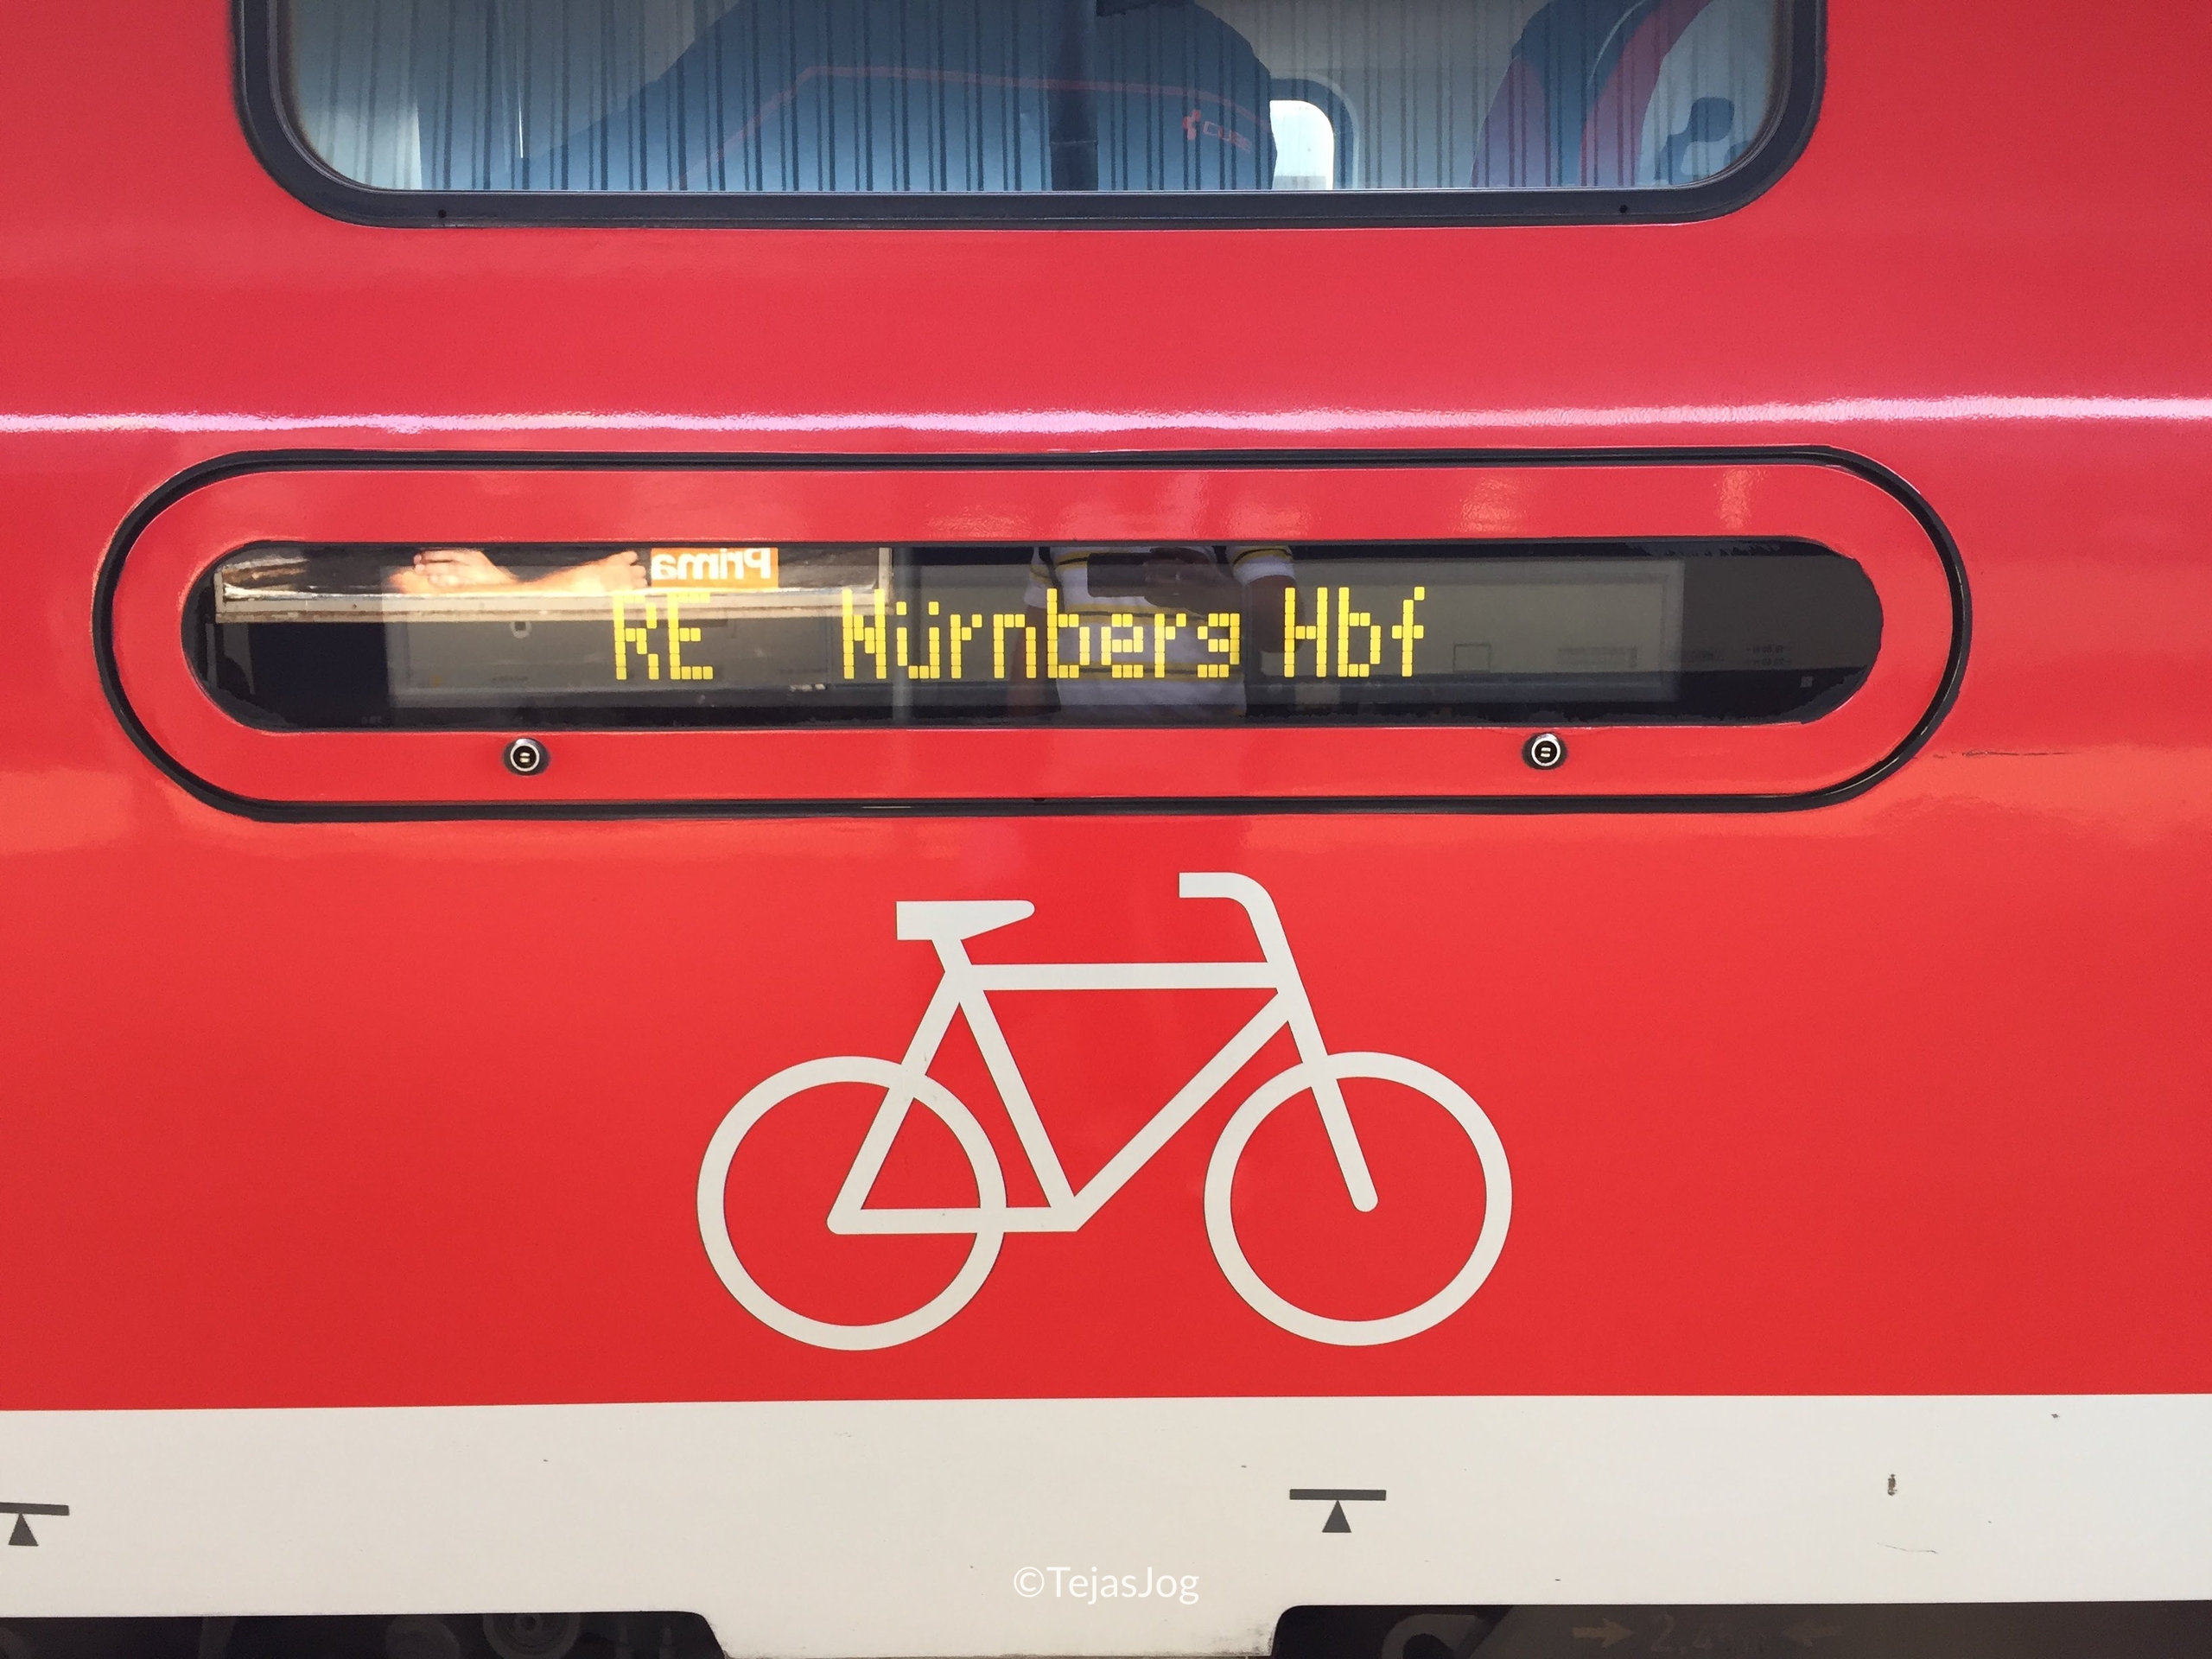 Prima
RE Nürnberg Hbf
©TejasJog